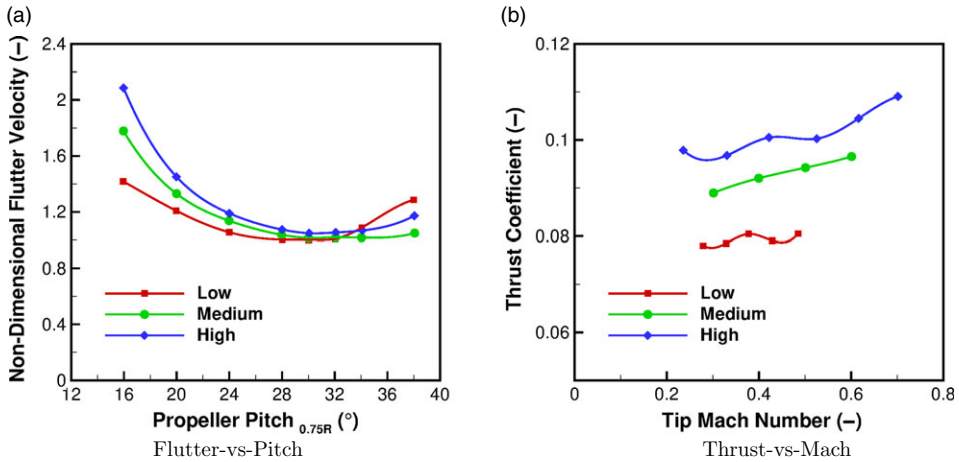 (a)
Non-Dimensional Flutter Velocity (–)
2.4
2
1.6
1.2
0.8
0.4
0
Low
Medium
High
12 16 20 24 28 32 36 40
Propeller Pitch 0.75R (°)
Flutter-vs-Pitch
(b)
Thrust Coefficient (–)
0.12
0.1
0.08
0.06
Low
Medium
High
0 0.2 0.4 0.6 0.8
Tip Mach Number (–)
Thrust-vs-Mach